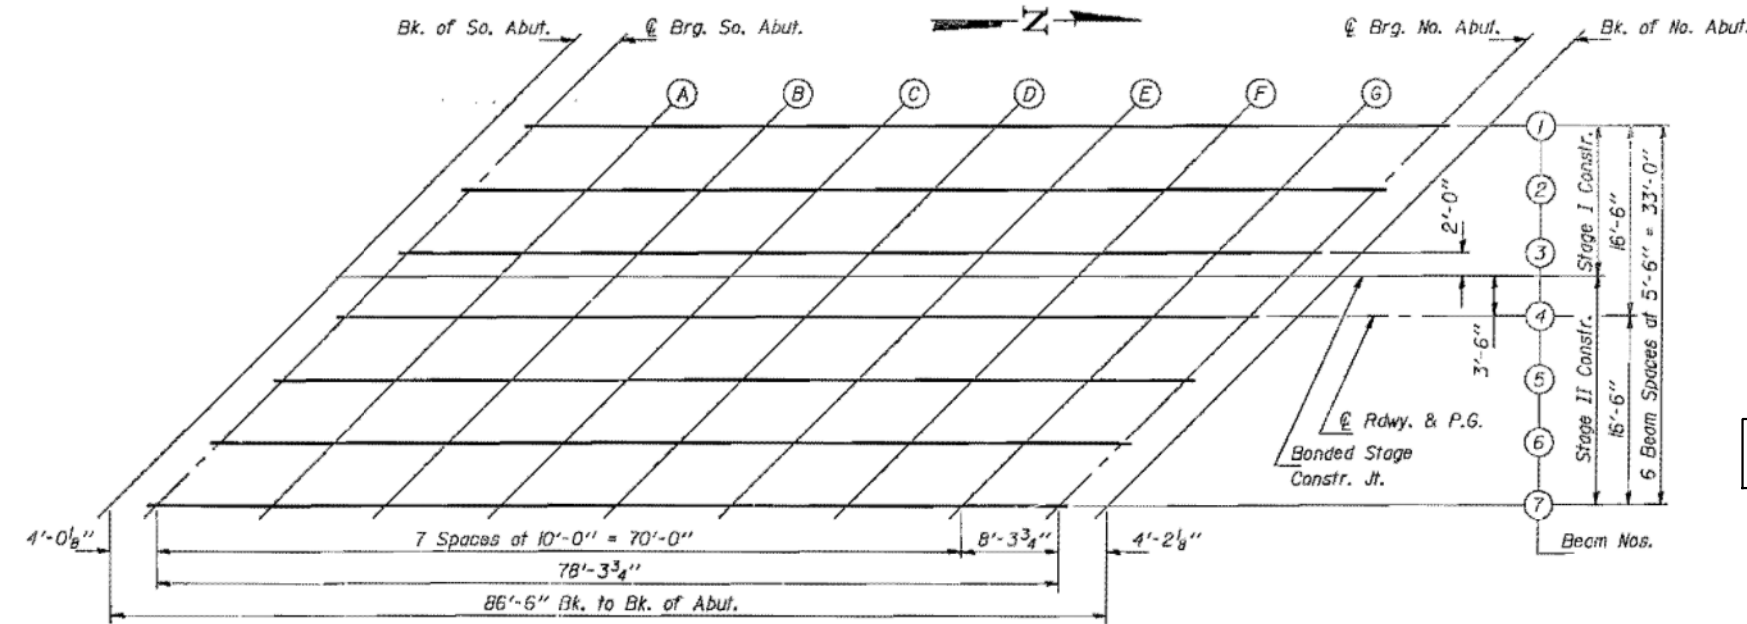 Bk. of So. Abut.
℄ Brg. So. Abut.
N
℄ Brg. No. Abut.
Bk. of No. Abut.
A B C D E F G
1
2
3
4
5
6
7
Beam Nos.
2'-0"
3'-6"
Stage I Constr.
Stage II Constr.
16'-6"
16'-6"
6 Beam Spaces at 5'-6" = 33'-0"
℄ Rdwy. & P.G.
Bonded Stage
Constr. Jt.
4'-0⅛"
7 Spaces at 10'-0" = 70'-0"
8'-3¾"
4'-2⅛"
78'-3¾"
86'-6" Bk. to Bk. of Abut.